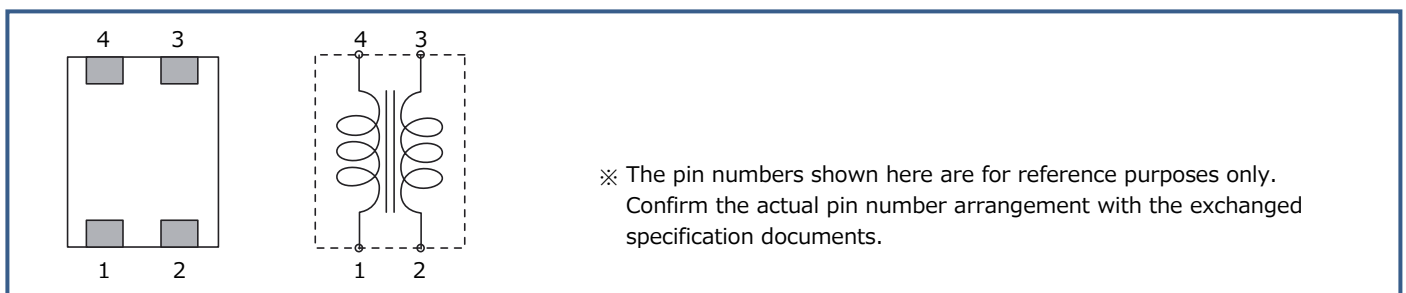 4 3
4 3
※ The pin numbers shown here are for reference purposes only.
Confirm the actual pin number arrangement with the exchanged
specification documents.
1 2
1 2